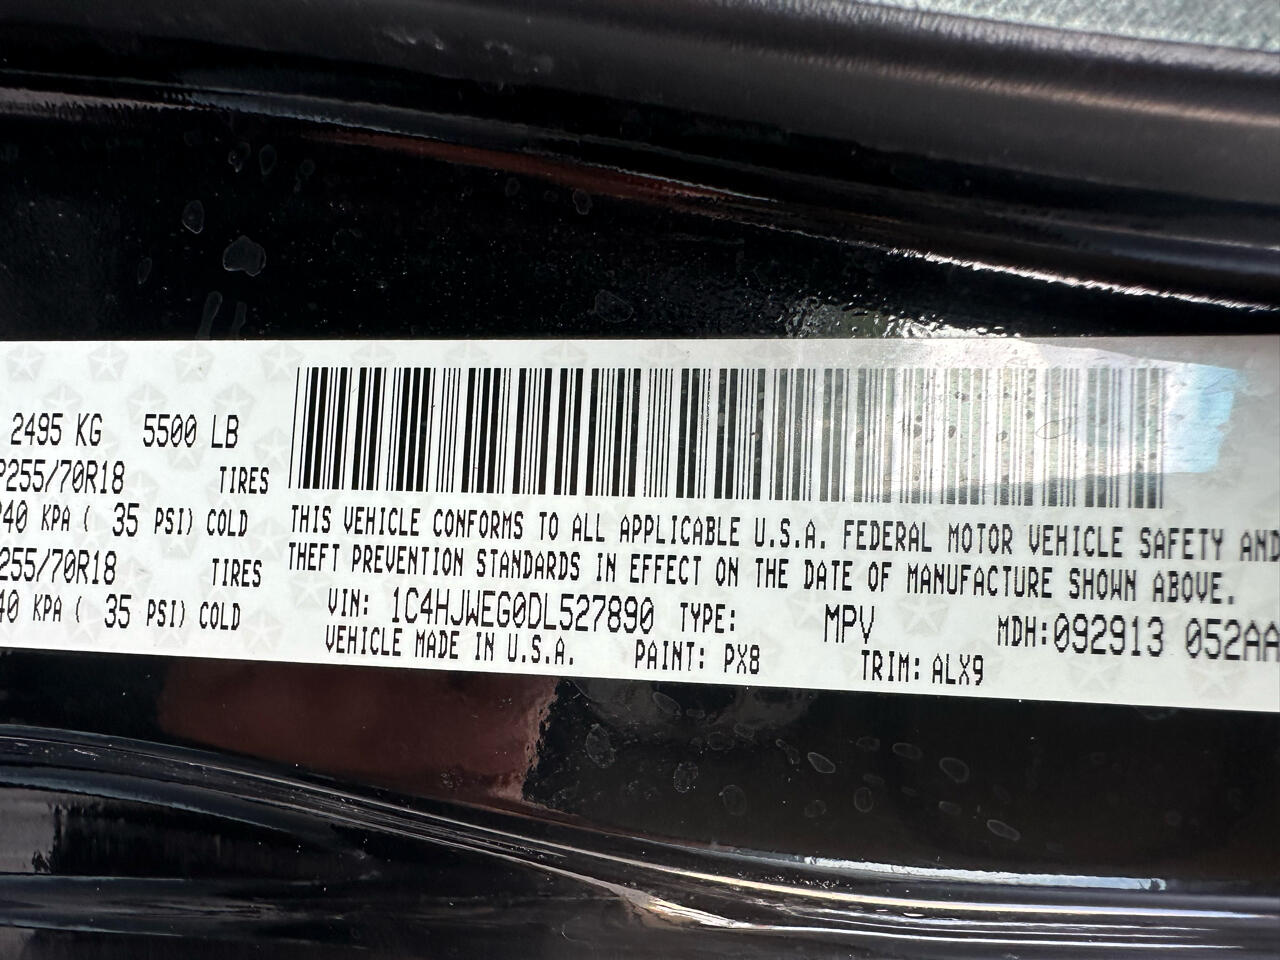 2495 KG 5500 LB
P255/70R18 TIRES
240 KPA ( 35 PSI) COLD
255/70R18 TIRES
40 KPA ( 35 PSI) COLD
THIS VEHICLE CONFORMS TO ALL APPLICABLE U.S.A. FEDERAL MOTOR VEHICLE SAFETY AND
THEFT PREVENTION STANDARDS IN EFFECT ON THE DATE OF MANUFACTURE SHOWN ABOVE.
VIN: 1C4HJWEG0DL527890 TYPE: MPV MDH:092913 052AA
VEHICLE MADE IN U.S.A. PAINT: PX8 TRIM: ALX9